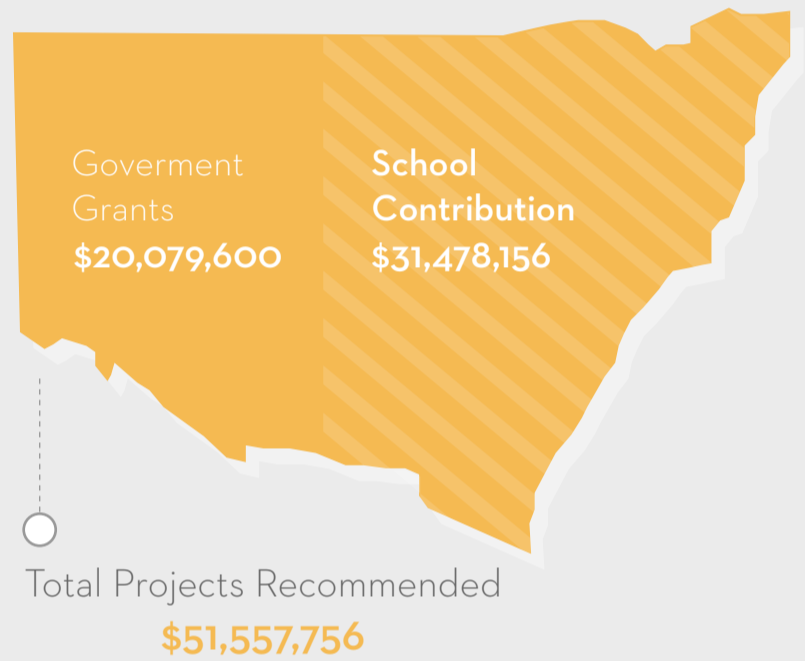 Goverment
Grants
$20,079,600
School
Contribution
$31,478,156
Total Projects Recommended
$51,557,756